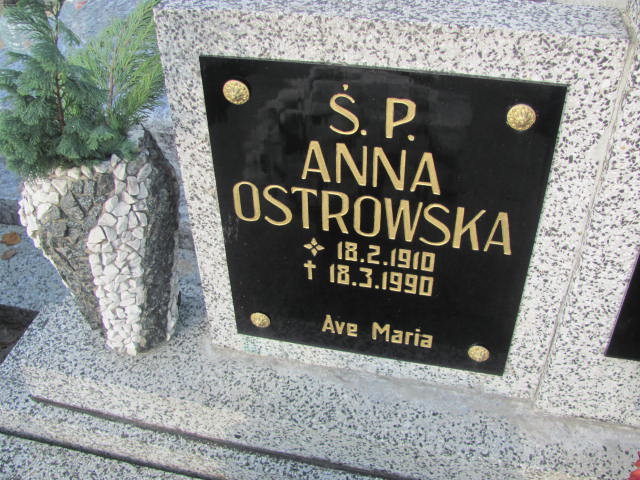 Ś. P.
ANNA
OSTROWSKA
18.2.1910
✝ 18.3.1990
Ave Maria